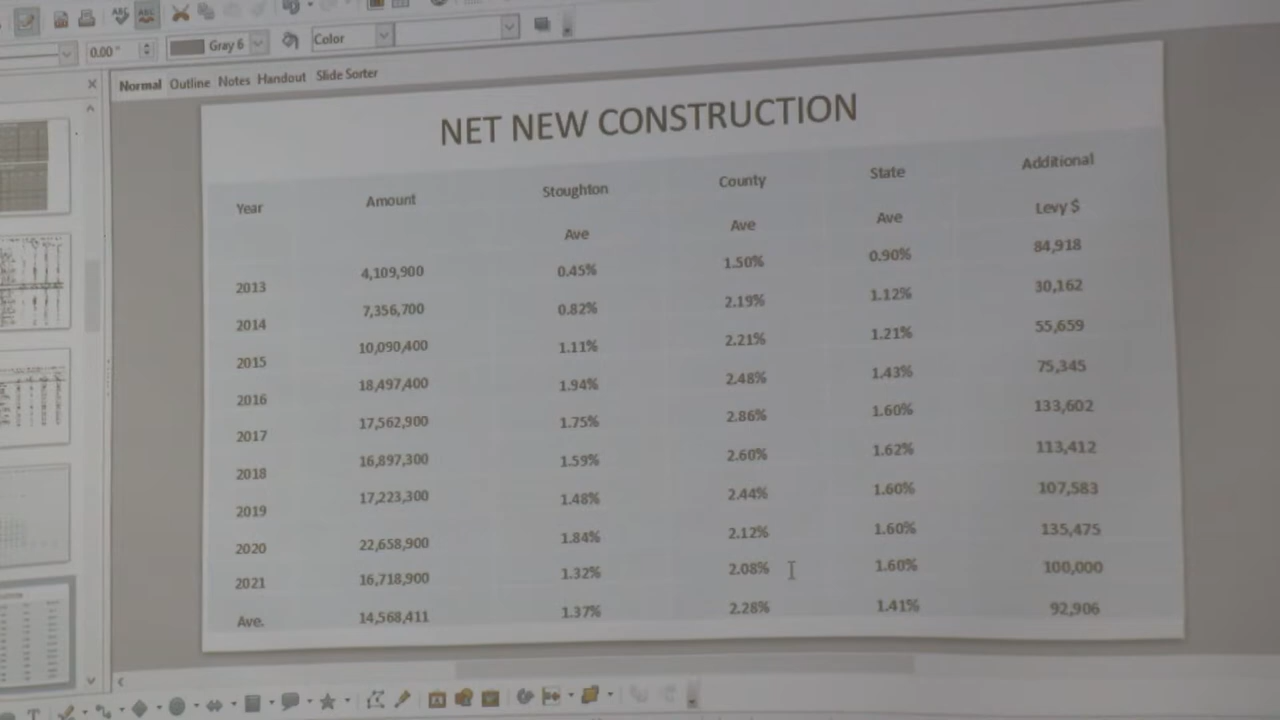 0.00 °
Gray 6
Color
Normal Outline Notes Handout Slide Sorter
NET NEW CONSTRUCTION
Year Amount Stoughton County State Additional
Ave Ave Ave Levy $
2013 4,109,900 0.45% 1.50% 0.90% 84,918
2014 7,356,700 0.82% 2.19% 1.12% 30,162
2015 10,090,400 1.11% 2.21% 1.21% 55,659
2016 18,497,400 1.94% 2.48% 1.43% 75,345
2017 17,562,900 1.75% 2.86% 1.60% 133,602
2018 16,897,300 1.59% 2.60% 1.62% 113,412
2019 17,223,300 1.48% 2.44% 1.60% 107,583
2020 22,658,900 1.84% 2.12% 1.60% 135,475
2021 16,718,900 1.32% 2.08% 1.60% 100,000
Ave. 14,568,411 1.37% 2.28% 1.41% 92,906